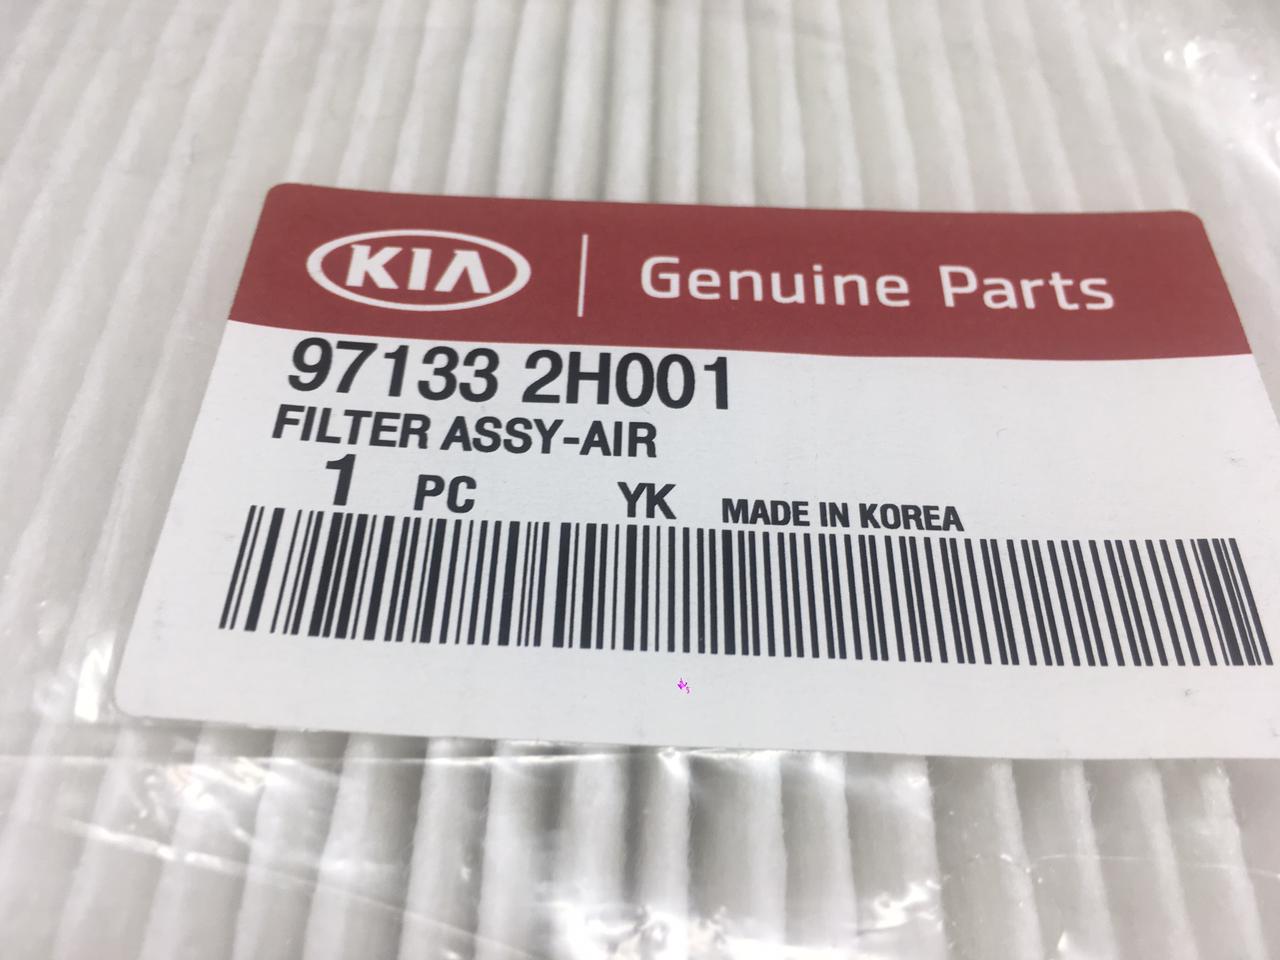 KIA Genuine Parts
97133 2H001
FILTER ASSY-AIR
1 PC YK MADE IN KOREA